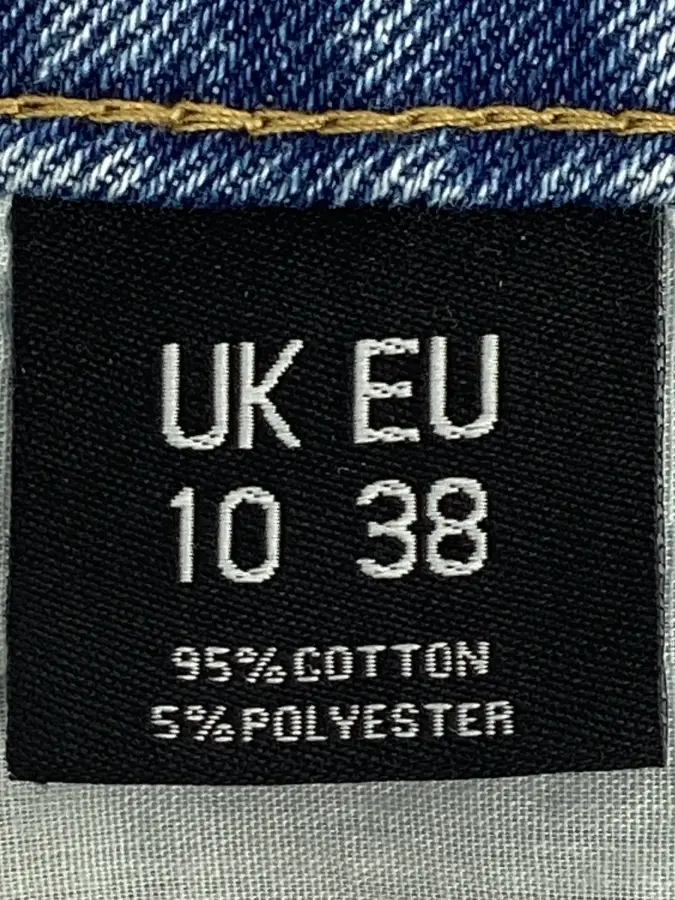 UK EU
10 38
95%COTTON
5%POLYESTER